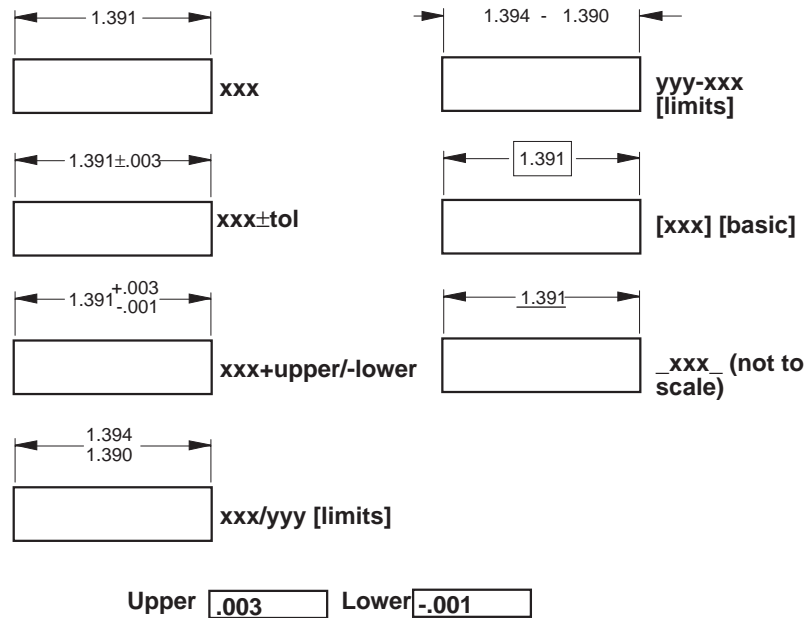 1.391
xxx
1.394 - 1.390
yyy-xxx
[limits]
1.391±.003
xxx±tol
1.391
[xxx] [basic]
1.391 +.003
-.001
xxx+upper/-lower
1.391
_xxx_ (not to
scale)
1.394
1.390
xxx/yyy [limits]
Upper .003 Lower -.001